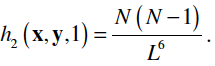 h₂ (x,y,1) = N(N−1) / L⁶ .